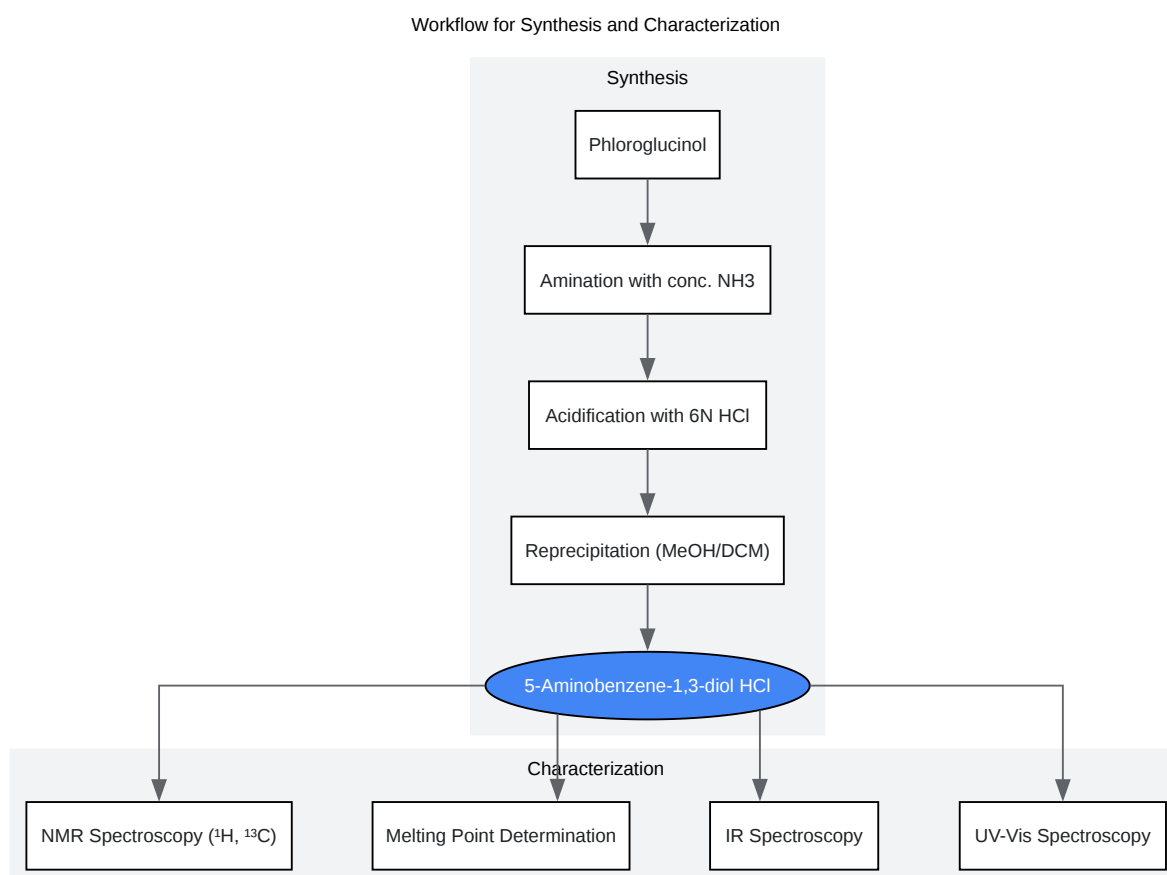 Workflow for Synthesis and Characterization
Synthesis
Phloroglucinol
Amination with conc. NH3
Acidification with 6N HCl
Reprecipitation (MeOH/DCM)
5-Aminobenzene-1,3-diol HCl
Characterization
NMR Spectroscopy (¹H, ¹³C)
Melting Point Determination
IR Spectroscopy
UV-Vis Spectroscopy